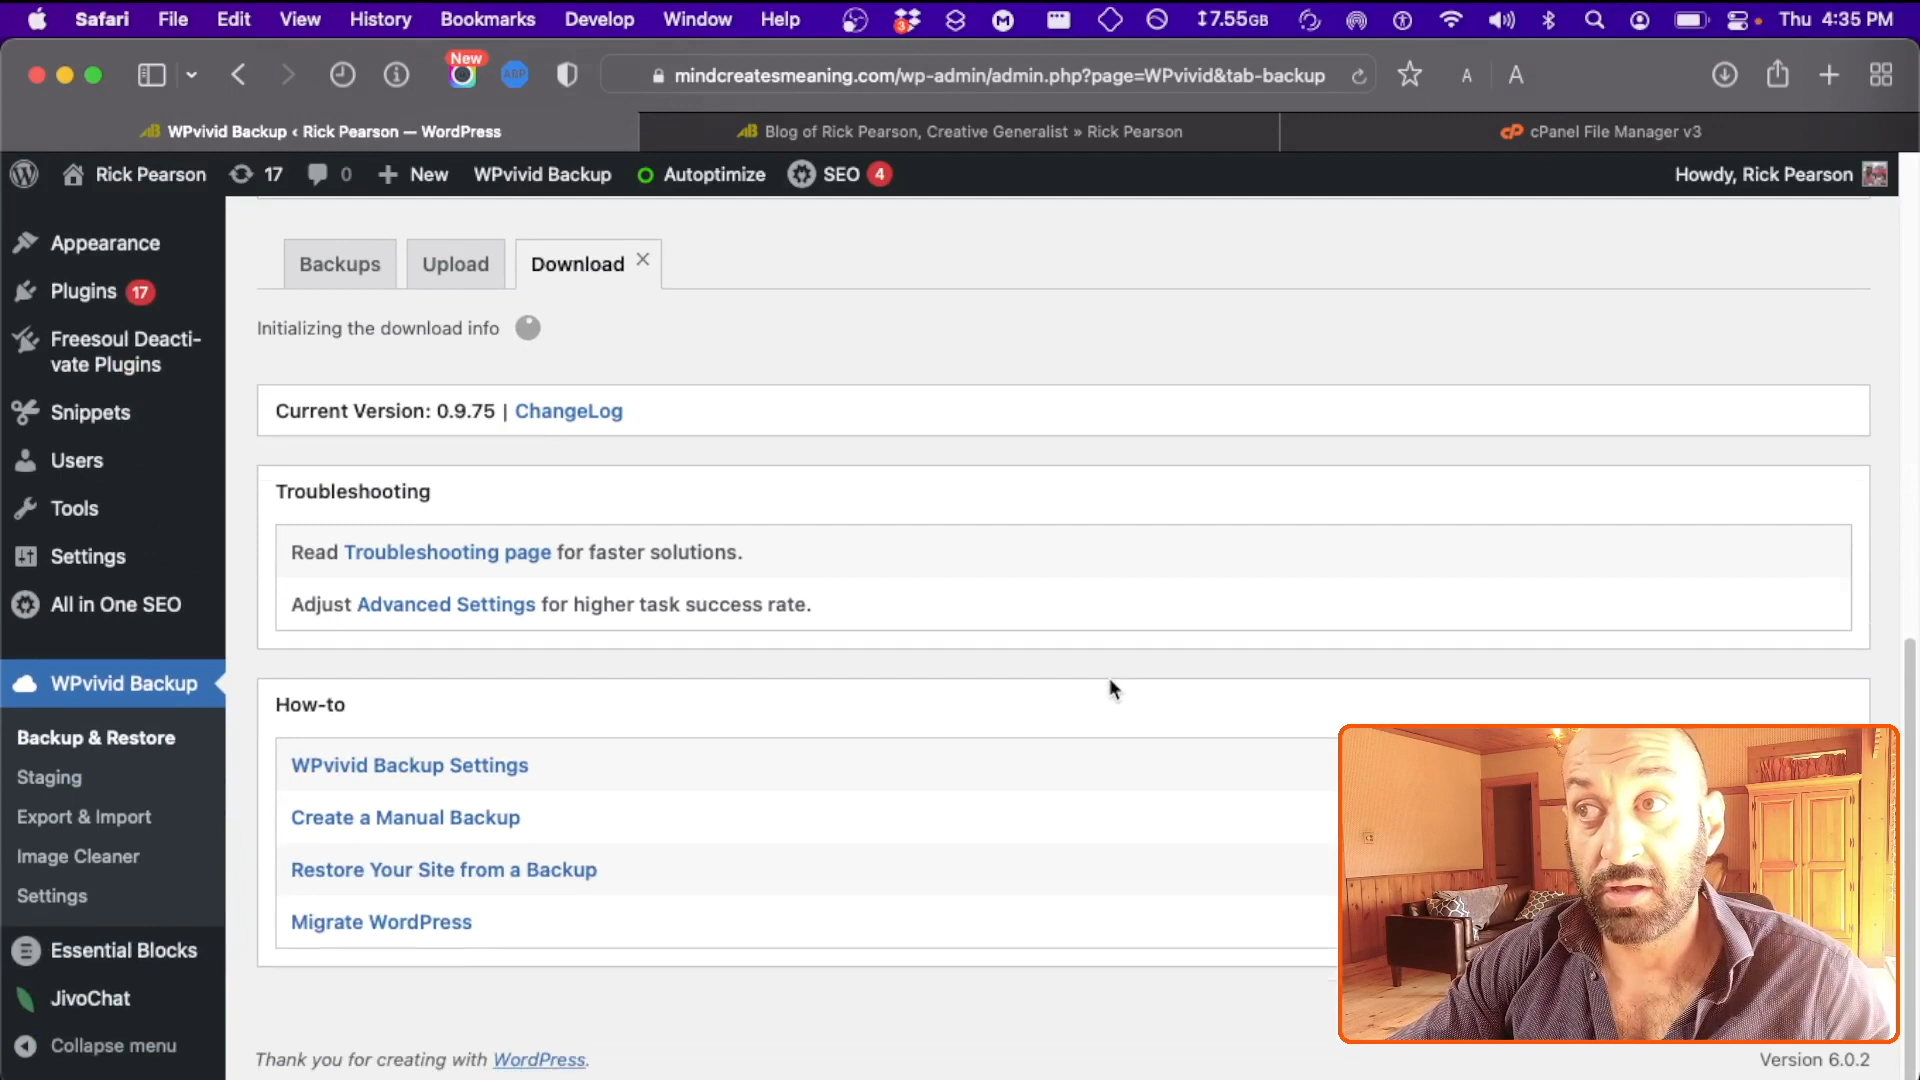 Safari File Edit View History Bookmarks Develop Window Help 3 M 7.55GB Thu 4:35 PM
New
ABP mindcreatesmeaning.com/wp-admin/admin.php?page=WPvivid&tab-backup A A
WPvivid Backup ‹ Rick Pearson — WordPress
Blog of Rick Pearson, Creative Generalist » Rick Pearson
cP cPanel File Manager v3
Rick Pearson 17 0 New WPvivid Backup Autoptimize SEO 4 Howdy, Rick Pearson
Appearance
Plugins 17
Freesoul Deacti-
vate Plugins
Snippets
Users
Tools
Settings
All in One SEO
WPvivid Backup
Backup & Restore
Staging
Export & Import
Image Cleaner
Settings
Essential Blocks
JivoChat
Collapse menu
Backups Upload Download
Initializing the download info
Current Version: 0.9.75 | ChangeLog
Troubleshooting
Read Troubleshooting page for faster solutions.
Adjust Advanced Settings for higher task success rate.
How-to
WPvivid Backup Settings
Create a Manual Backup
Restore Your Site from a Backup
Migrate WordPress
Thank you for creating with WordPress.
Version 6.0.2